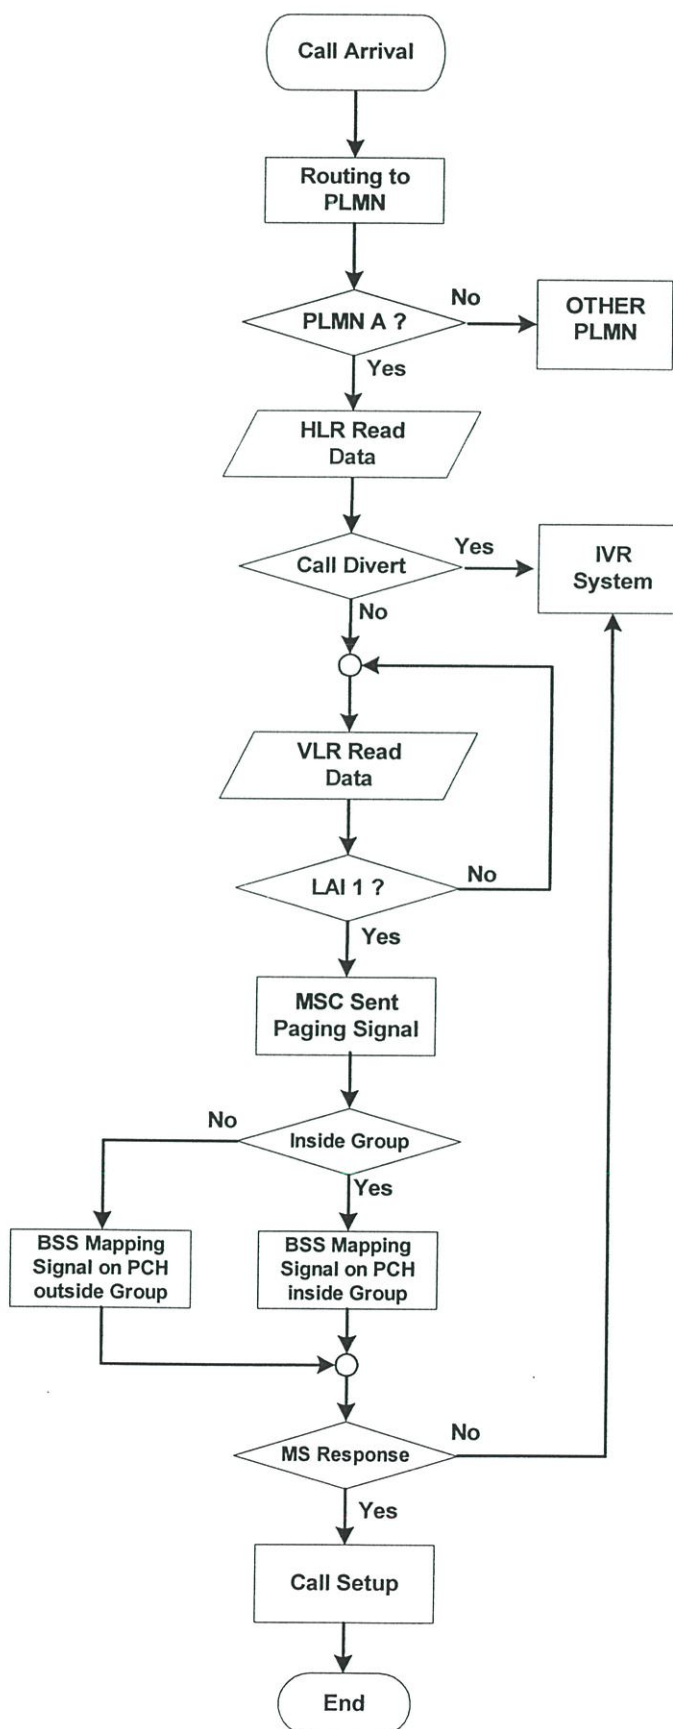 Call Arrival
Routing to
PLMN
PLMN A ?
No
OTHER
PLMN
Yes
HLR Read
Data
Call Divert
Yes
IVR
System
No
VLR Read
Data
LAI 1 ?
No
Yes
MSC Sent
Paging Signal
No
Inside Group
Yes
BSS Mapping
Signal on PCH
outside Group
BSS Mapping
Signal on PCH
inside Group
MS Response
No
Yes
Call Setup
End